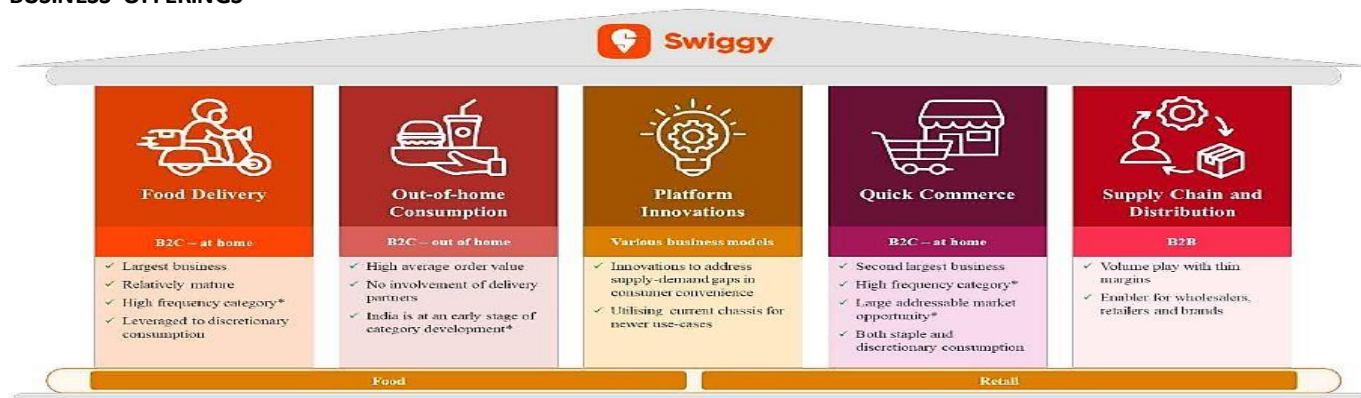 BUSINESS OFFERINGS
Swiggy
Food Delivery
B2C – at home
✓ Largest business
✓ Relatively mature
✓ High frequency category*
✓ Leveraged to discretionary
consumption
Out-of-home
Consumption
B2C – out of home
✓ High average order value
✓ No involvement of delivery
partners
✓ India is at an early stage of
category development*
Platform
Innovations
Various business models
✓ Innovations to address
supply-demand gaps in
consumer convenience
✓ Utilising current chassis for
newer use-cases
Quick Commerce
B2C – at home
✓ Second largest business
✓ High frequency category*
✓ Large addressable market
opportunity*
✓ Both staple and
discretionary consumption
Supply Chain and
Distribution
B2B
✓ Volume play with thin
margins
✓ Enabler for wholesalers,
retailers and brands
Food
Retail